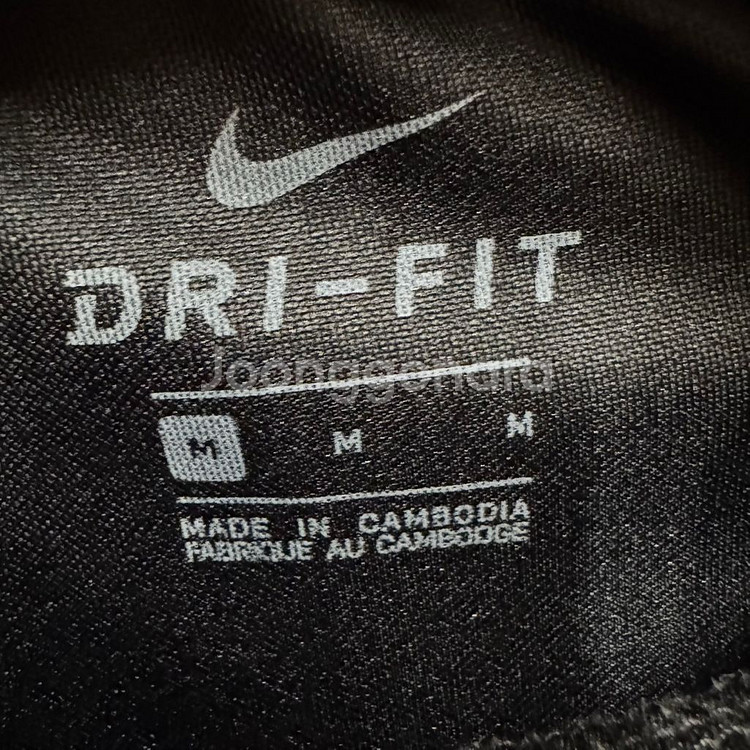 DRI-FIT
Joonggonara
M M M
MADE IN CAMBODIA
FABRIQUE AU CAMBODGE